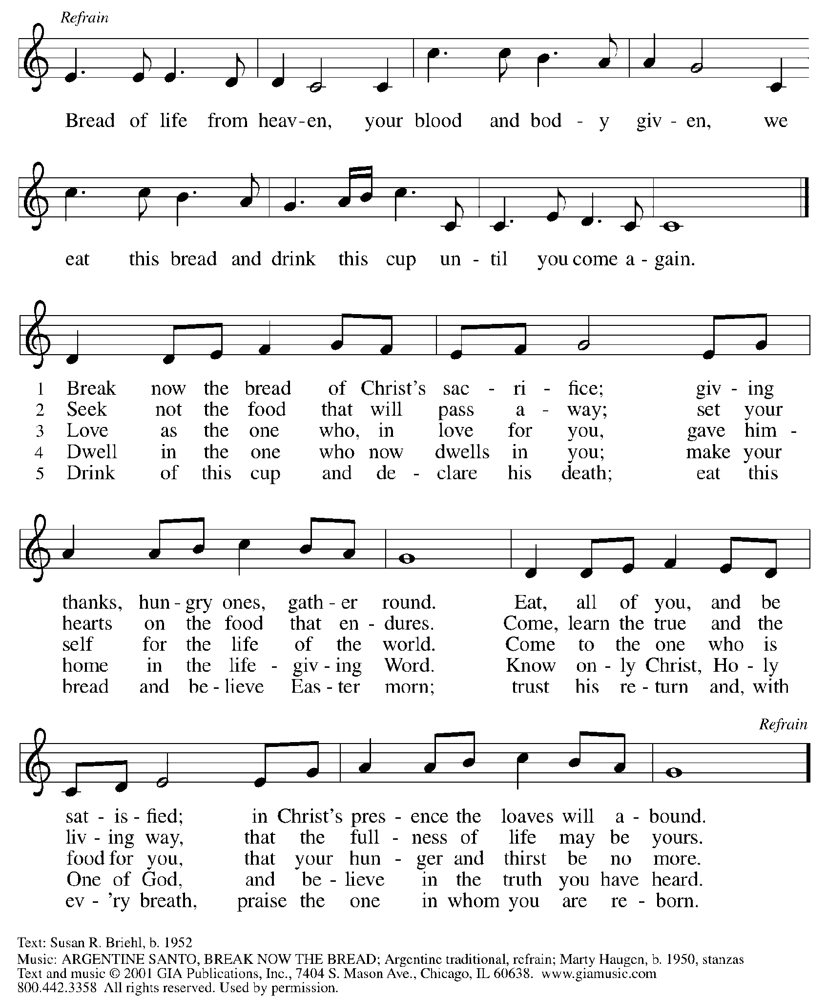 Refrain
Bread of life from heav-en, your blood and bod - y giv - en, we
eat this bread and drink this cup un - til you come a - gain.
1 Break now the bread of Christ's sac - ri - fice; giv - ing
2 Seek not the food that will pass a - way; set your
3 Love as the one who, in love for you, gave him -
4 Dwell in the one who now dwells in you; make your
5 Drink of this cup and de - clare his death; eat this
thanks, hun - gry ones, gath - er round. Eat, all of you, and be
hearts on the food that en - dures. Come, learn the true and the
self for the life of the world. Come to the one who is
home in the life - giv - ing Word. Know on - ly Christ, Ho - ly
bread and be - lieve Eas - ter morn; trust his re - turn and, with
Refrain
sat - is - fied; in Christ's pres - ence the loaves will a - bound.
liv - ing way, that the full - ness of life may be yours.
food for you, that your hun - ger and thirst be no more.
One of God, and be - lieve in the truth you have heard.
ev - 'ry breath, praise the one in whom you are re - born.
Text: Susan R. Briehl, b. 1952
Music: ARGENTINE SANTO, BREAK NOW THE BREAD; Argentine traditional, refrain; Marty Haugen, b. 1950, stanzas
Text and music © 2001 GIA Publications, Inc., 7404 S. Mason Ave., Chicago, IL 60638. www.giamusic.com
800.442.3358 All rights reserved. Used by permission.